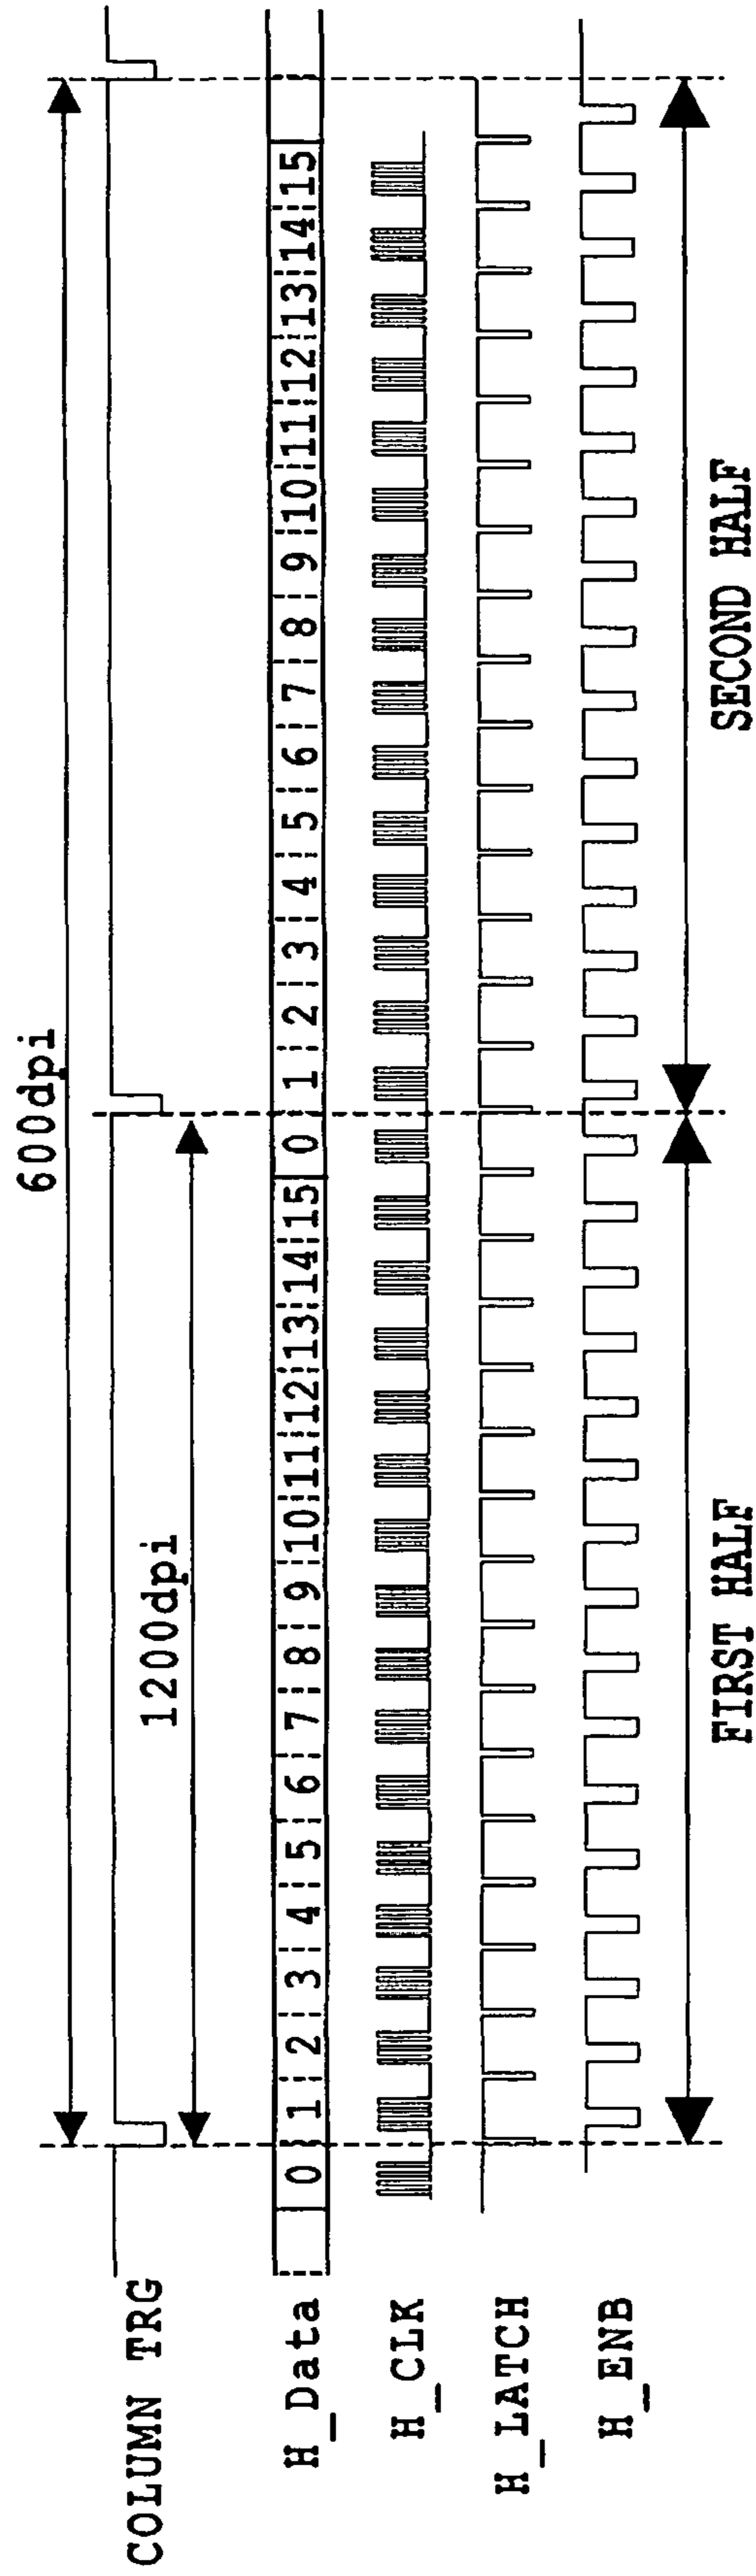 600dpi
COLUMN TRG
1200dpi
H_Data 0 1 2 3 4 5 6 7 8 9 10 11 12 13 14 15 0 1 2 3 4 5 6 7 8 9 10 11 12 13 14 15
H_CLK
H_LATCH
H_ENB
FIRST HALF SECOND HALF